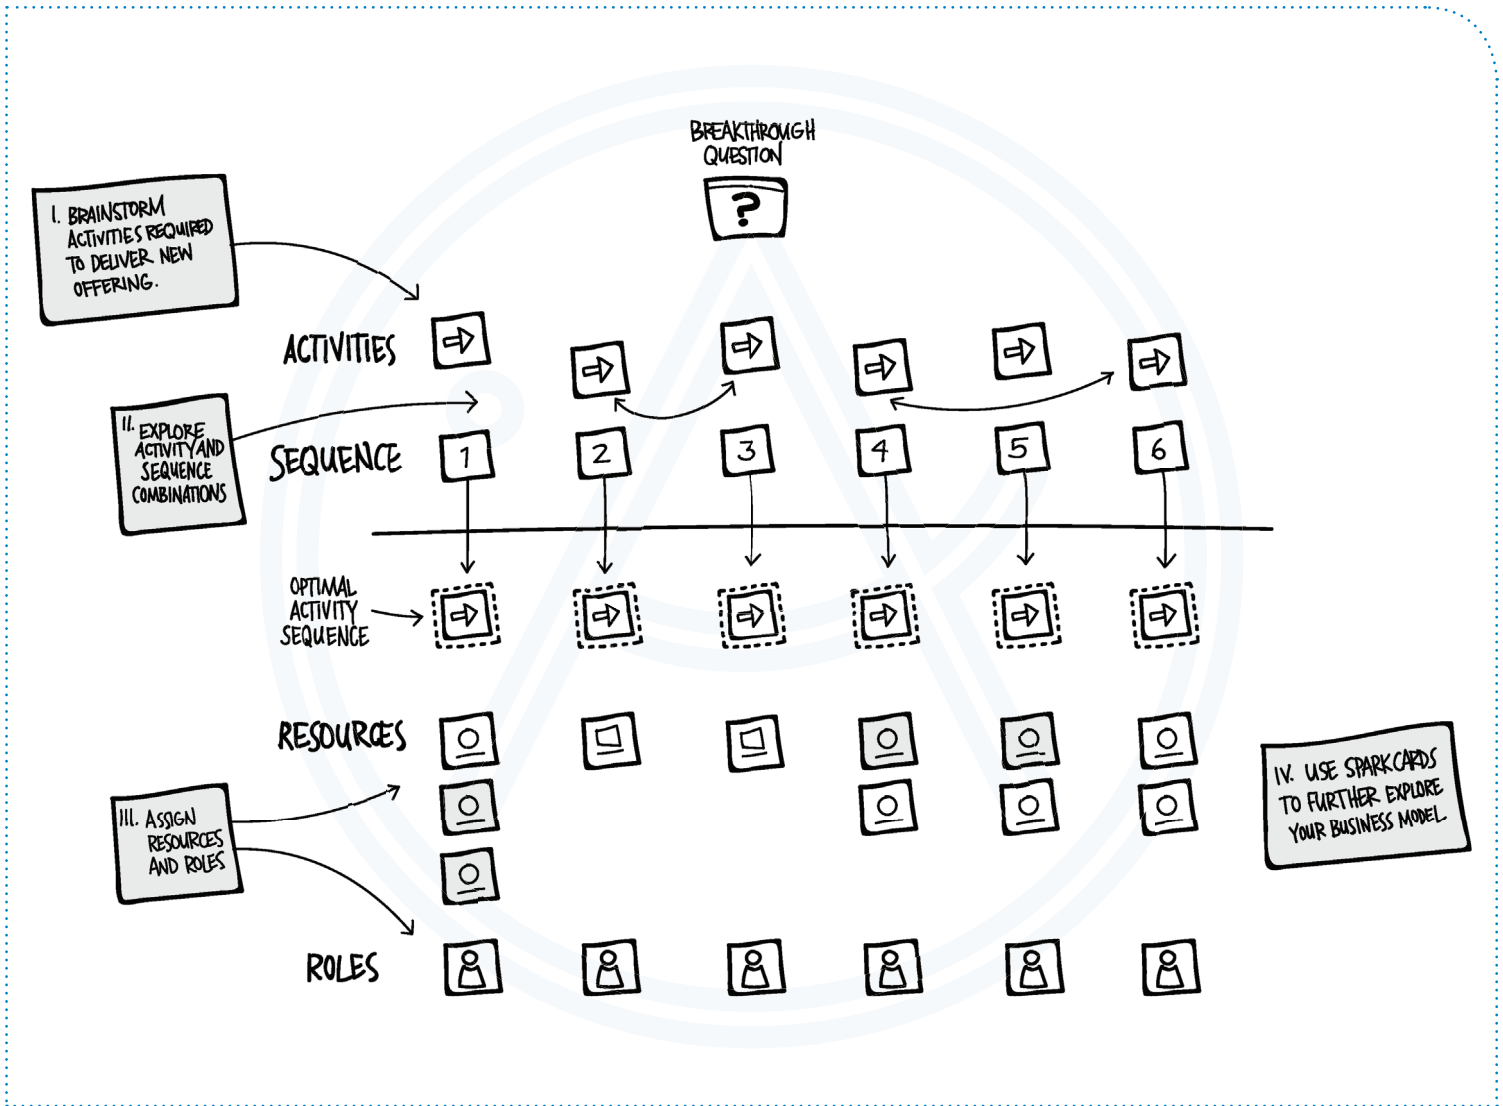 BREAKTHROUGH
QUESTION
?
I. BRAINSTORM
ACTIVITIES REQUIRED
TO DELIVER NEW
OFFERING.
ACTIVITIES
II. EXPLORE
ACTIVITY AND
SEQUENCE
COMBINATIONS
SEQUENCE
1 2 3 4 5 6
OPTIMAL
ACTIVITY
SEQUENCE
RESOURCES
III. ASSIGN
RESOURCES
AND ROLES
IV. USE SPARKCARDS
TO FURTHER EXPLORE
YOUR BUSINESS MODEL
ROLES